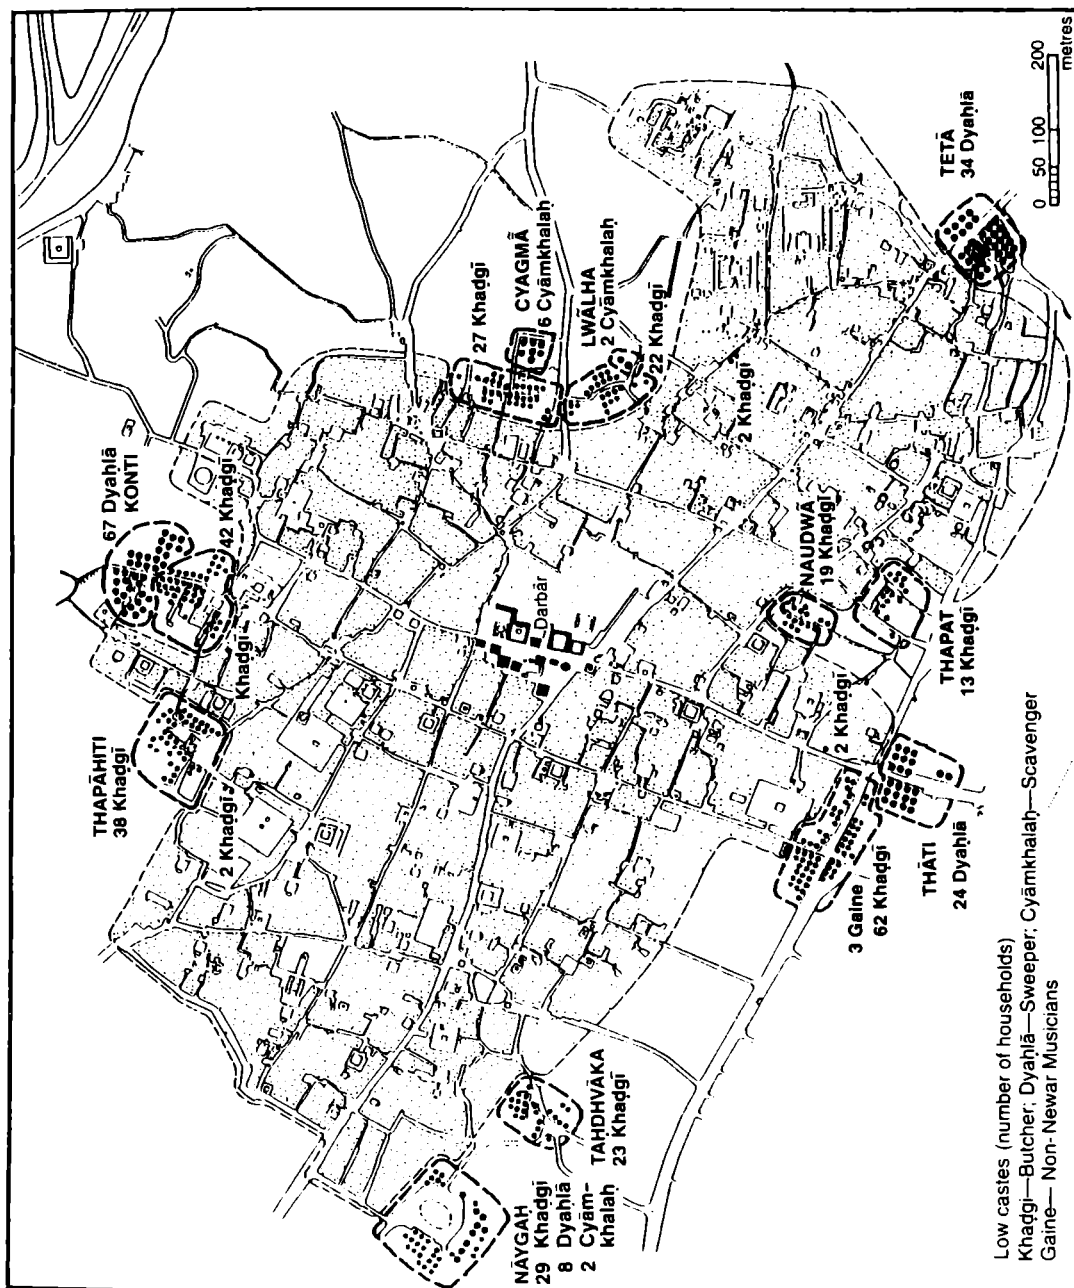 67 Dyaḥlā
KONTI
42 Khaḍgī
Khaḍgī
THAPĀHITI
38 Khaḍgī
2 Khaḍgī
27 Khaḍgī
CYAGMĀ
6 Cyāmkhalaḥ
LWĀLHA
2 Cyāmkhalaḥ
22 Khaḍgī
2 Khaḍgī
TETĀ
34 Dyaḥlā
Darbār
NAUDWĀ
19 Khaḍgī
THAPAT
13 Khaḍgī
2 Khaḍgī
3 Gaine
62 Khaḍgī
THĀTI
24 Dyaḥlā
TAHDHVĀKA
23 Khaḍgī
NĀYGAH
29 Khaḍgī
8 Dyaḥlā
2 Cyām-
khalaḥ
0 50 100 200
metres
Low castes (number of households)
Khaḍgi—Butcher; Dyaḥlā—Sweeper; Cyāmkhalaḥ—Scavenger
Gaine— Non-Newar Musicians